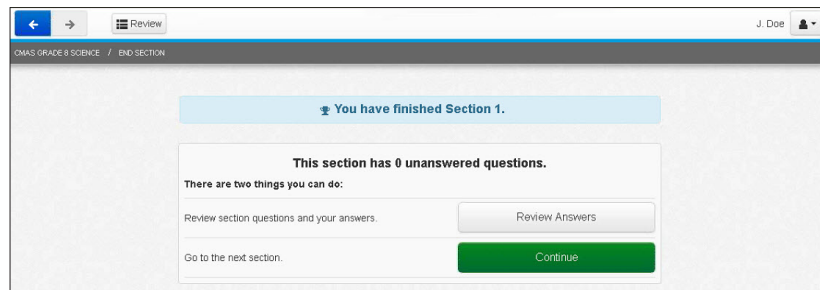 Review
J. Doe
CMAS GRADE 8 SCIENCE / END SECTION
You have finished Section 1.
This section has 0 unanswered questions.
There are two things you can do:
Review section questions and your answers.
Review Answers
Go to the next section.
Continue